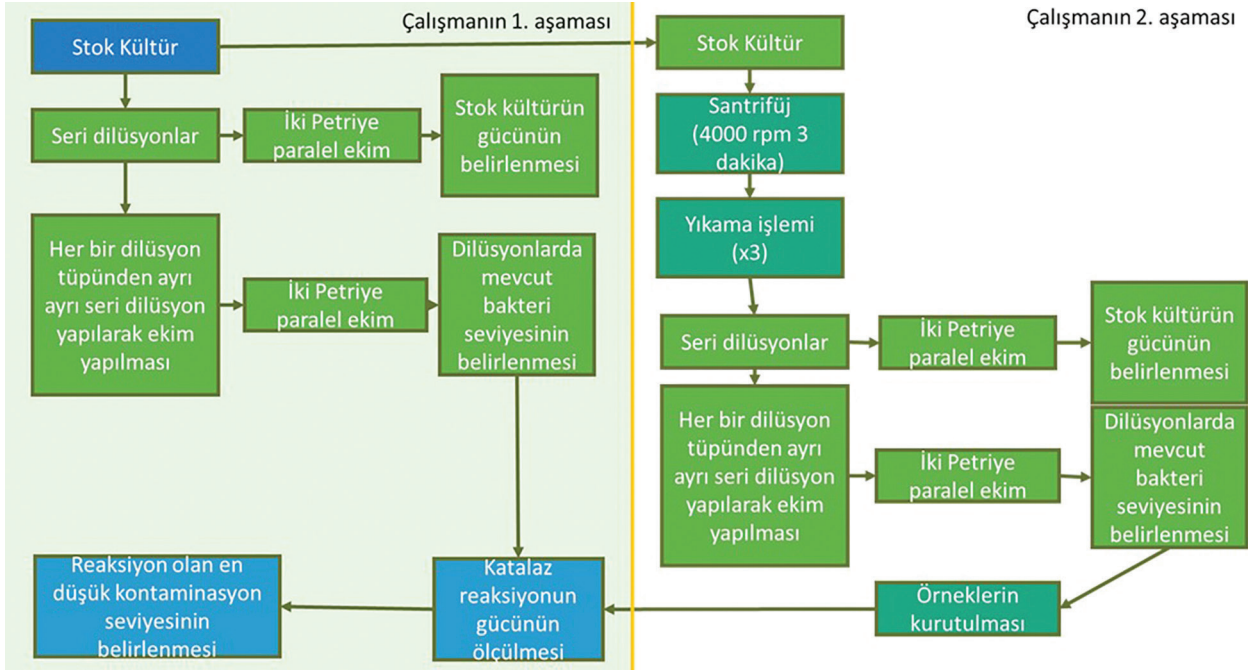 Çalışmanın 1. aşaması
Stok Kültür
Seri dilüsyonlar
İki Petriye
paralel ekim
Stok kültürün
gücünün
belirlenmesi
Her bir dilüsyon
tüpünden ayrı
ayrı seri dilüsyon
yapılarak ekim
yapılması
İki Petriye
paralel ekim
Dilüsyonlarda
mevcut
bakteri
seviyesinin
belirlenmesi
Reaksiyon olan en
düşük kontaminasyon
seviyesinin
belirlenmesi
Katalaz
reaksiyonun
gücünün
ölçülmesi
Çalışmanın 2. aşaması
Stok Kültür
Santrifüj
(4000 rpm 3
dakika)
Yıkama işlemi
(x3)
Seri dilüsyonlar
İki Petriye
paralel ekim
Stok kültürün
gücünün
belirlenmesi
Her bir dilüsyon
tüpünden ayrı
ayrı seri dilüsyon
yapılarak ekim
yapılması
İki Petriye
paralel ekim
Dilüsyonlarda
mevcut
bakteri
seviyesinin
belirlenmesi
Örneklerin
kurutulması